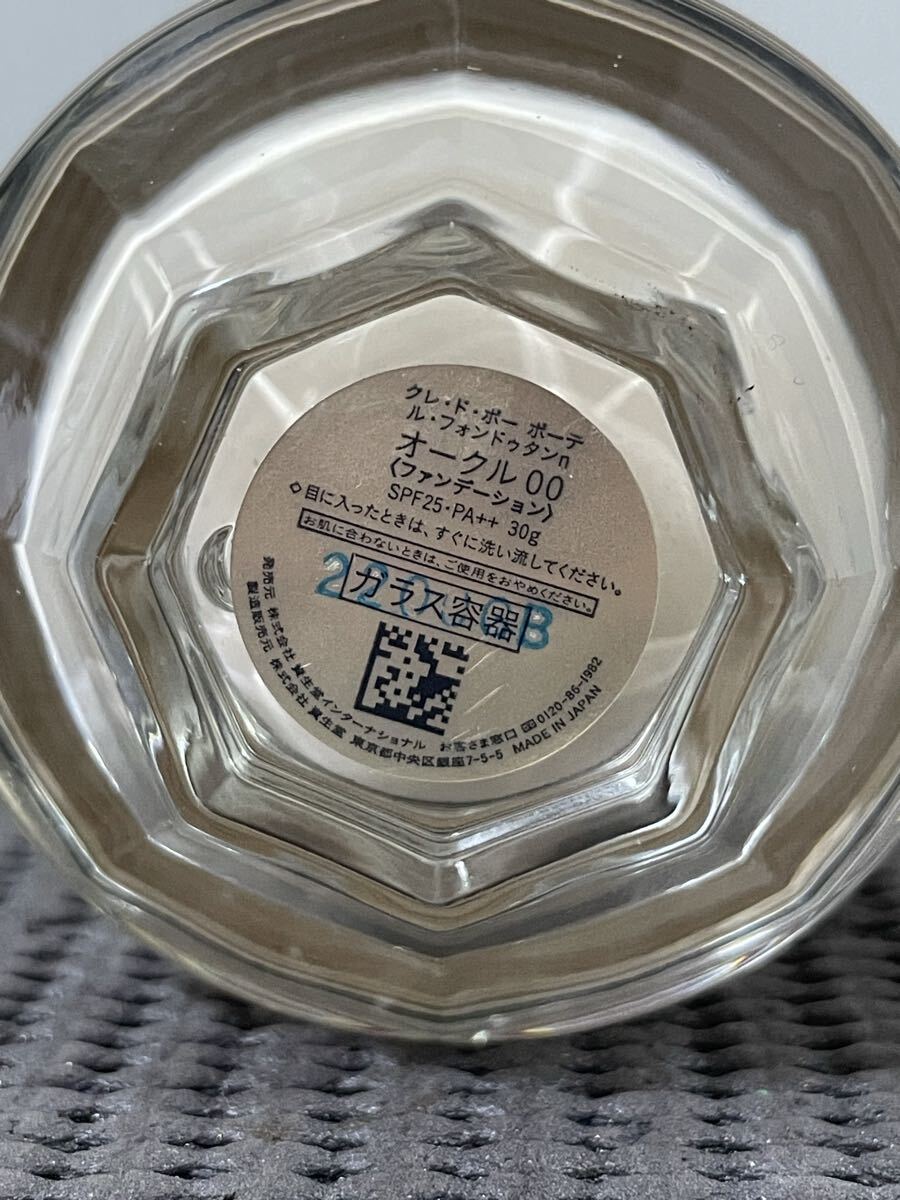 クレ・ド・ポー ボーテ
ル・フォンドゥタンn
オークル 00
〈ファンデーション〉
SPF25・PA++ 30g
◇目に入ったときは、すぐに洗い流してください。
お肌に合わないときは、ご使用をおやめください。
ガラス容器
発売元 株式会社 資生堂インターナショナル お客さま窓口 0120-86-1982
製造販売元 株式会社 資生堂 東京都中央区銀座7-5-5 MADE IN JAPAN